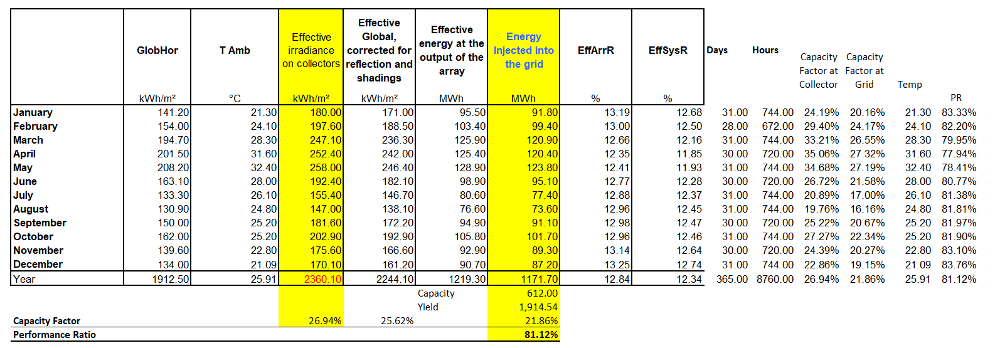 GlobHor T Amb Effective irradiance on collectors Effective Global, corrected for reflection and shadings Effective energy at the output of the array Energy Injected into the grid EffArrR EffSysR Days Hours Capacity Factor at Collector Capacity Factor at Grid Temp PR
kWh/m² °C kWh/m² kWh/m² MWh MWh % %
January 141.20 21.30 180.00 171.00 95.50 91.80 13.19 12.68 31.00 744.00 24.19% 20.16% 21.30 83.33%
February 154.00 24.10 197.60 188.50 103.40 99.40 13.00 12.50 28.00 672.00 29.40% 24.17% 24.10 82.20%
March 194.70 28.30 247.10 236.30 125.90 120.90 12.66 12.16 31.00 744.00 33.21% 26.55% 28.30 79.95%
April 201.50 31.60 252.40 242.00 125.40 120.40 12.35 11.85 30.00 720.00 35.06% 27.32% 31.60 77.94%
May 208.20 32.40 258.00 246.40 128.90 123.80 12.41 11.93 31.00 744.00 34.68% 27.19% 32.40 78.41%
June 163.10 28.00 192.40 182.10 98.90 95.10 12.77 12.28 30.00 720.00 26.72% 21.58% 28.00 80.77%
July 133.30 26.10 155.40 146.70 80.60 77.40 12.88 12.37 31.00 744.00 20.89% 17.00% 26.10 81.38%
August 130.90 24.80 147.00 138.10 76.60 73.60 12.96 12.45 31.00 744.00 19.76% 16.16% 24.80 81.81%
September 150.00 25.20 181.60 172.20 94.90 91.10 12.98 12.47 30.00 720.00 25.22% 20.67% 25.20 81.97%
October 162.00 25.20 202.90 192.90 105.80 101.70 12.96 12.46 31.00 744.00 27.27% 22.34% 25.20 81.90%
November 139.60 22.80 175.60 166.60 92.90 89.30 13.14 12.64 30.00 720.00 24.39% 20.27% 22.80 83.10%
December 134.00 21.09 170.10 161.20 90.70 87.20 13.25 12.74 31.00 744.00 22.86% 19.15% 21.09 83.76%
Year 1912.50 25.91 2360.10 2244.10 1219.30 1171.70 12.84 12.34 365.00 8760.00 26.94% 21.86% 25.91 81.12%
Capacity 612.00
Yield 1,914.54
Capacity Factor 26.94% 25.62% 21.86%
Performance Ratio 81.12%